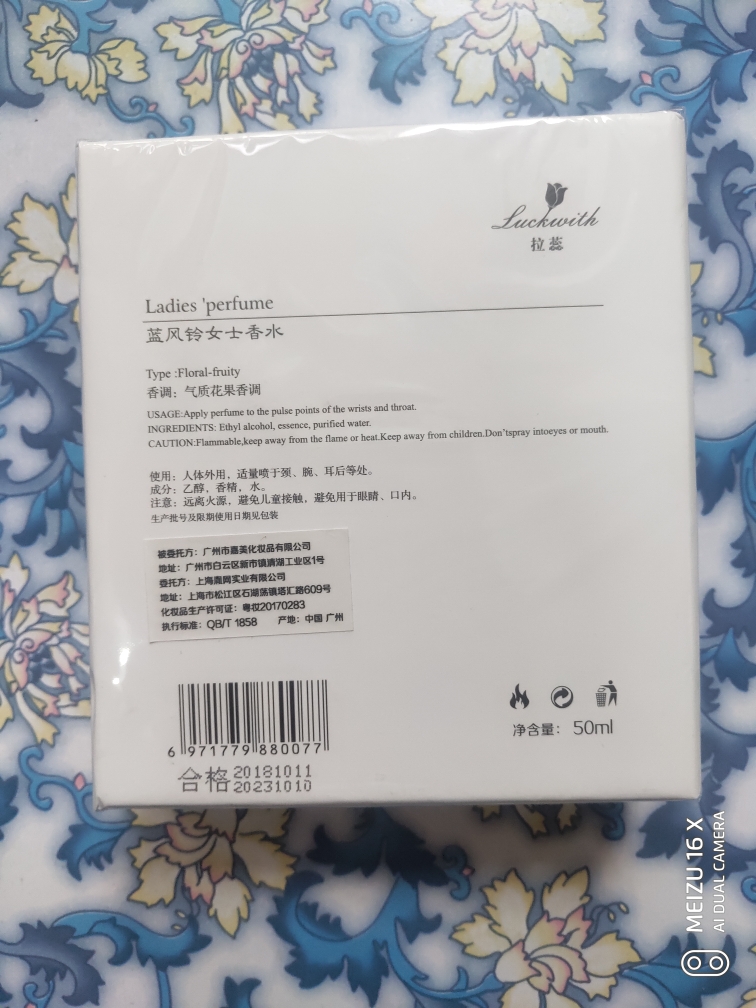 Luckwith
拉蕊
Ladies 'perfume
蓝风铃女士香水
Type :Floral-fruity
香调：气质花果香调
USAGE:Apply perfume to the pulse points of the wrists and throat.
INGREDIENTS: Ethyl alcohol, essence, purified water.
CAUTION:Flammable,keep away from the flame or heat.Keep away from children.Don'tspray intoeyes or mouth.
使用：人体外用，适量喷于颈、腕、耳后等处。
成分：乙醇，香精，水。
注意：远离火源，避免儿童接触，避免用于眼睛、口内。
生产批号及限期使用日期见包装
被委托方：广州市嘉美化妆品有限公司
地址：广州市白云区新市镇清湖工业区1号
委托方：上海鼎网实业有限公司
地址：上海市松江区石湖荡镇塔汇路609号
化妆品生产许可证：粤妆20170283
执行标准：QB/T 1858 产地：中国 广州
6 971779 880077
合格 20181011
20231010
净含量： 50ml
MEIZU 16 X
AI DUAL CAMERA